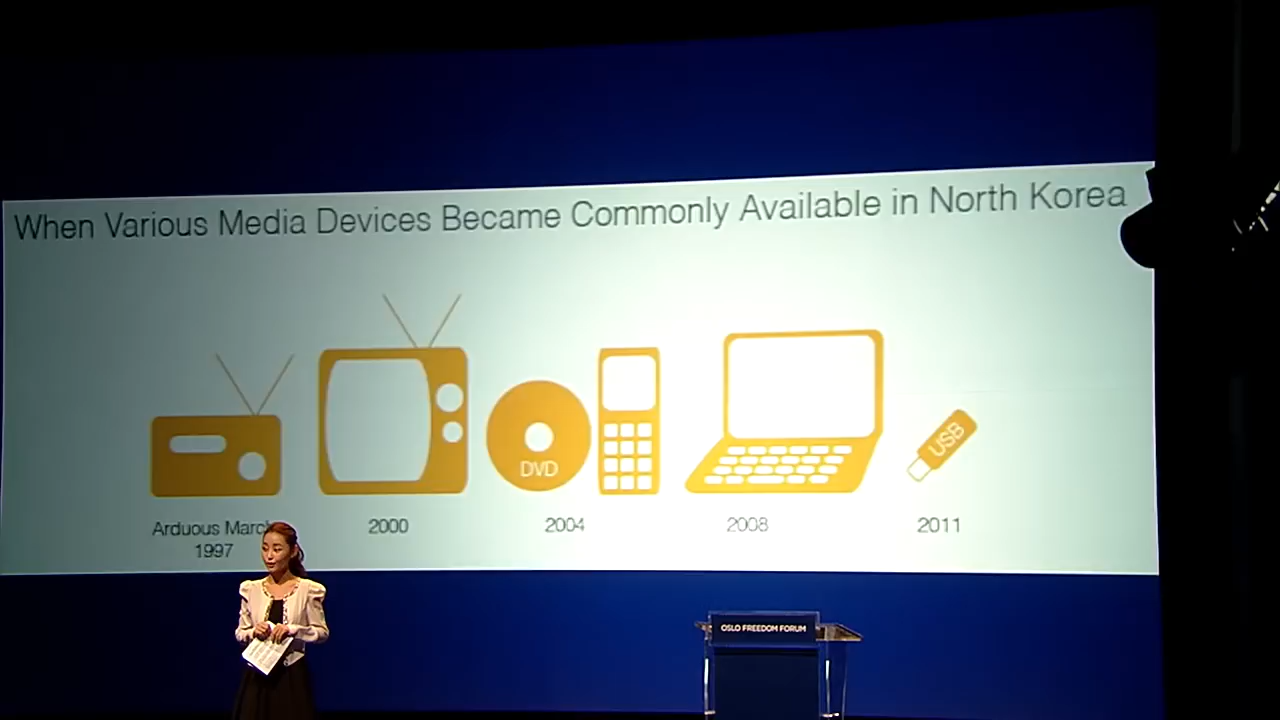 When Various Media Devices Became Commonly Available in North Korea
DVD
USB
Arduous Marc
1997
2000
2004
2008
2011
OSLO FREEDOM FORUM